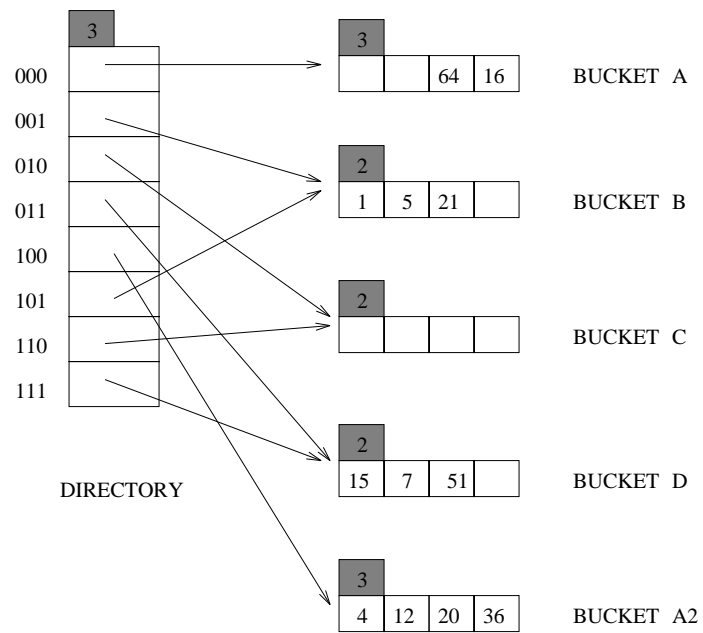 3
000
001
010
011
100
101
110
111
DIRECTORY
3
64 16
BUCKET A
2
1 5 21
BUCKET B
2
BUCKET C
2
15 7 51
BUCKET D
3
4 12 20 36
BUCKET A2